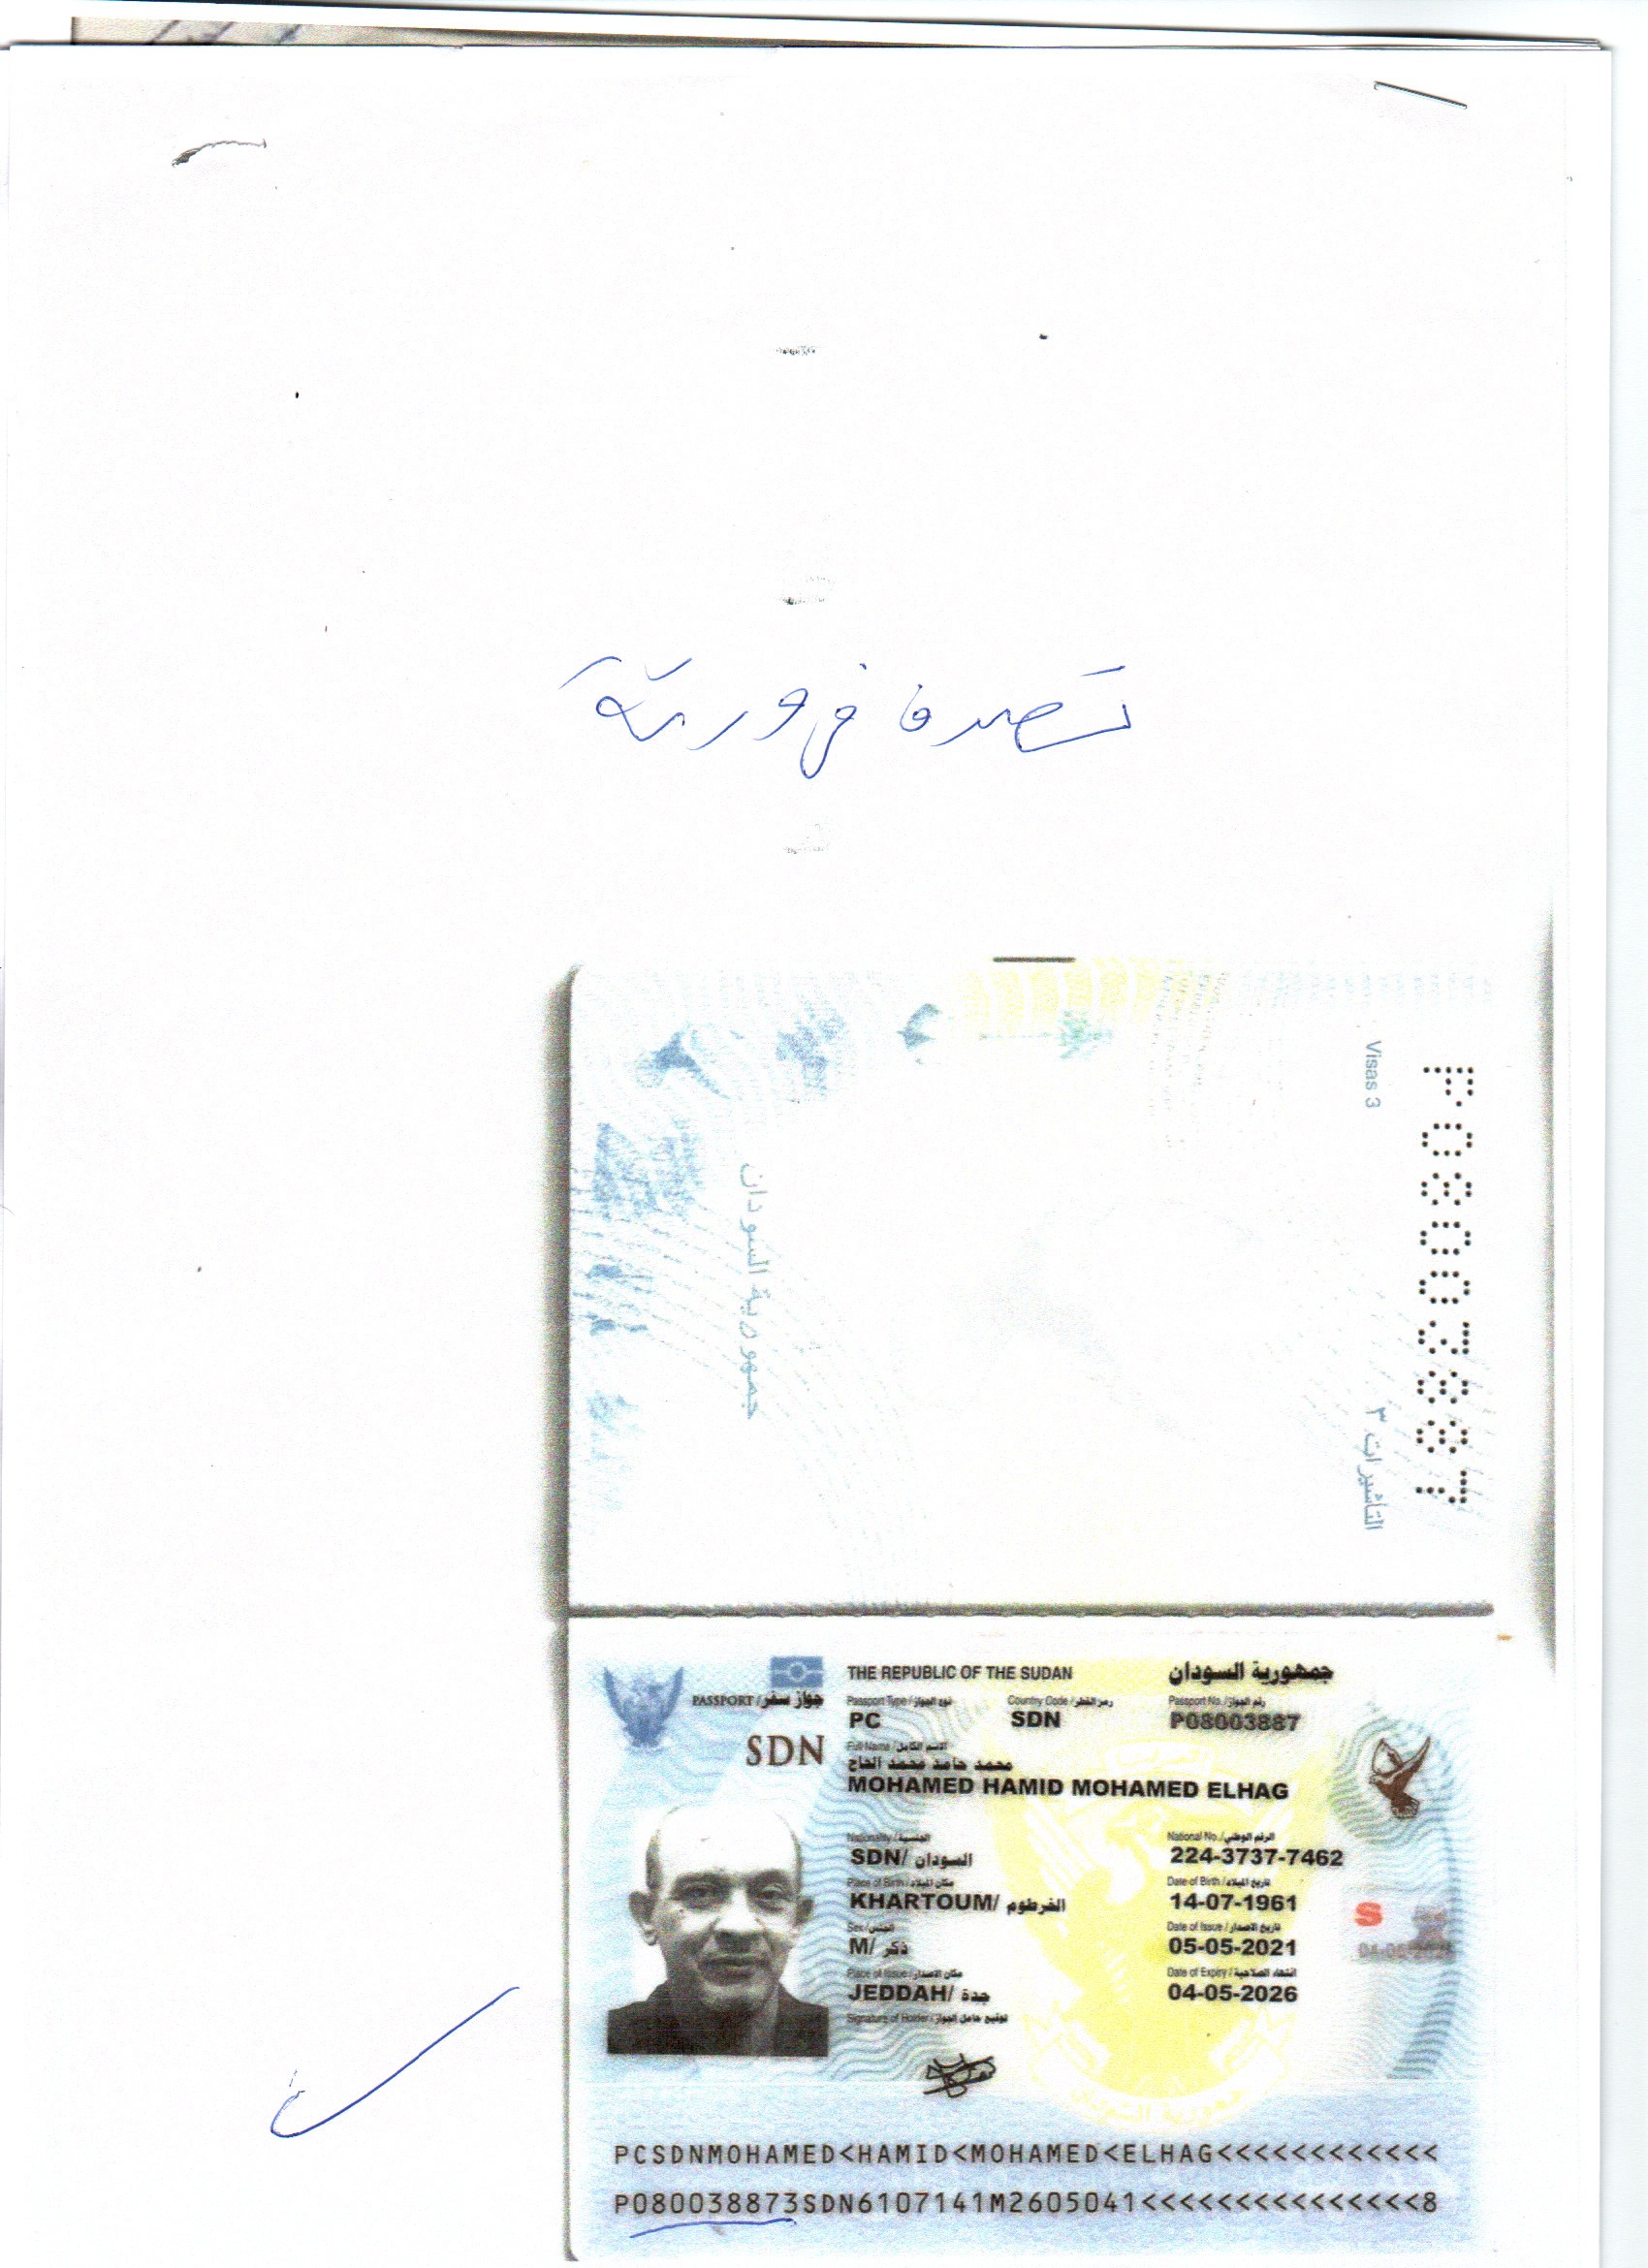 Visas 3
P08003887
جمهورية السودان
التأشيرات ٣
THE REPUBLIC OF THE SUDAN جمهورية السودان
PASSPORT / جواز سفر
Passport Type / نوع الجواز Country Code / رمز القطر Passport No. / رقم الجواز
PC SDN P08003887
SDN
Full Name / الاسم الكامل
محمد حامد محمد الحاج
MOHAMED HAMID MOHAMED ELHAG
Nationality / الجنسية National No. / الرقم الوطني
SDN/ السودان 224-3737-7462
Place of Birth / مكان الميلاد Date of Birth / تاريخ الميلاد
KHARTOUM/ الخرطوم 14-07-1961
Sex / الجنس Date of Issue / تاريخ الاصدار
M/ ذكر 05-05-2021
Place of Issue / مكان الاصدار Date of Expiry / انتهاء الصلاحية
JEDDAH/ جدة 04-05-2026
Signature of Holder / توقيع حامل الجواز
S
جمهورية السودان
PCSDNMOHAMED<HAMID<MOHAMED<ELHAG<<<<<<<<<<<<
P080038873SDN6107141M2605041<<<<<<<<<<<<<<<8